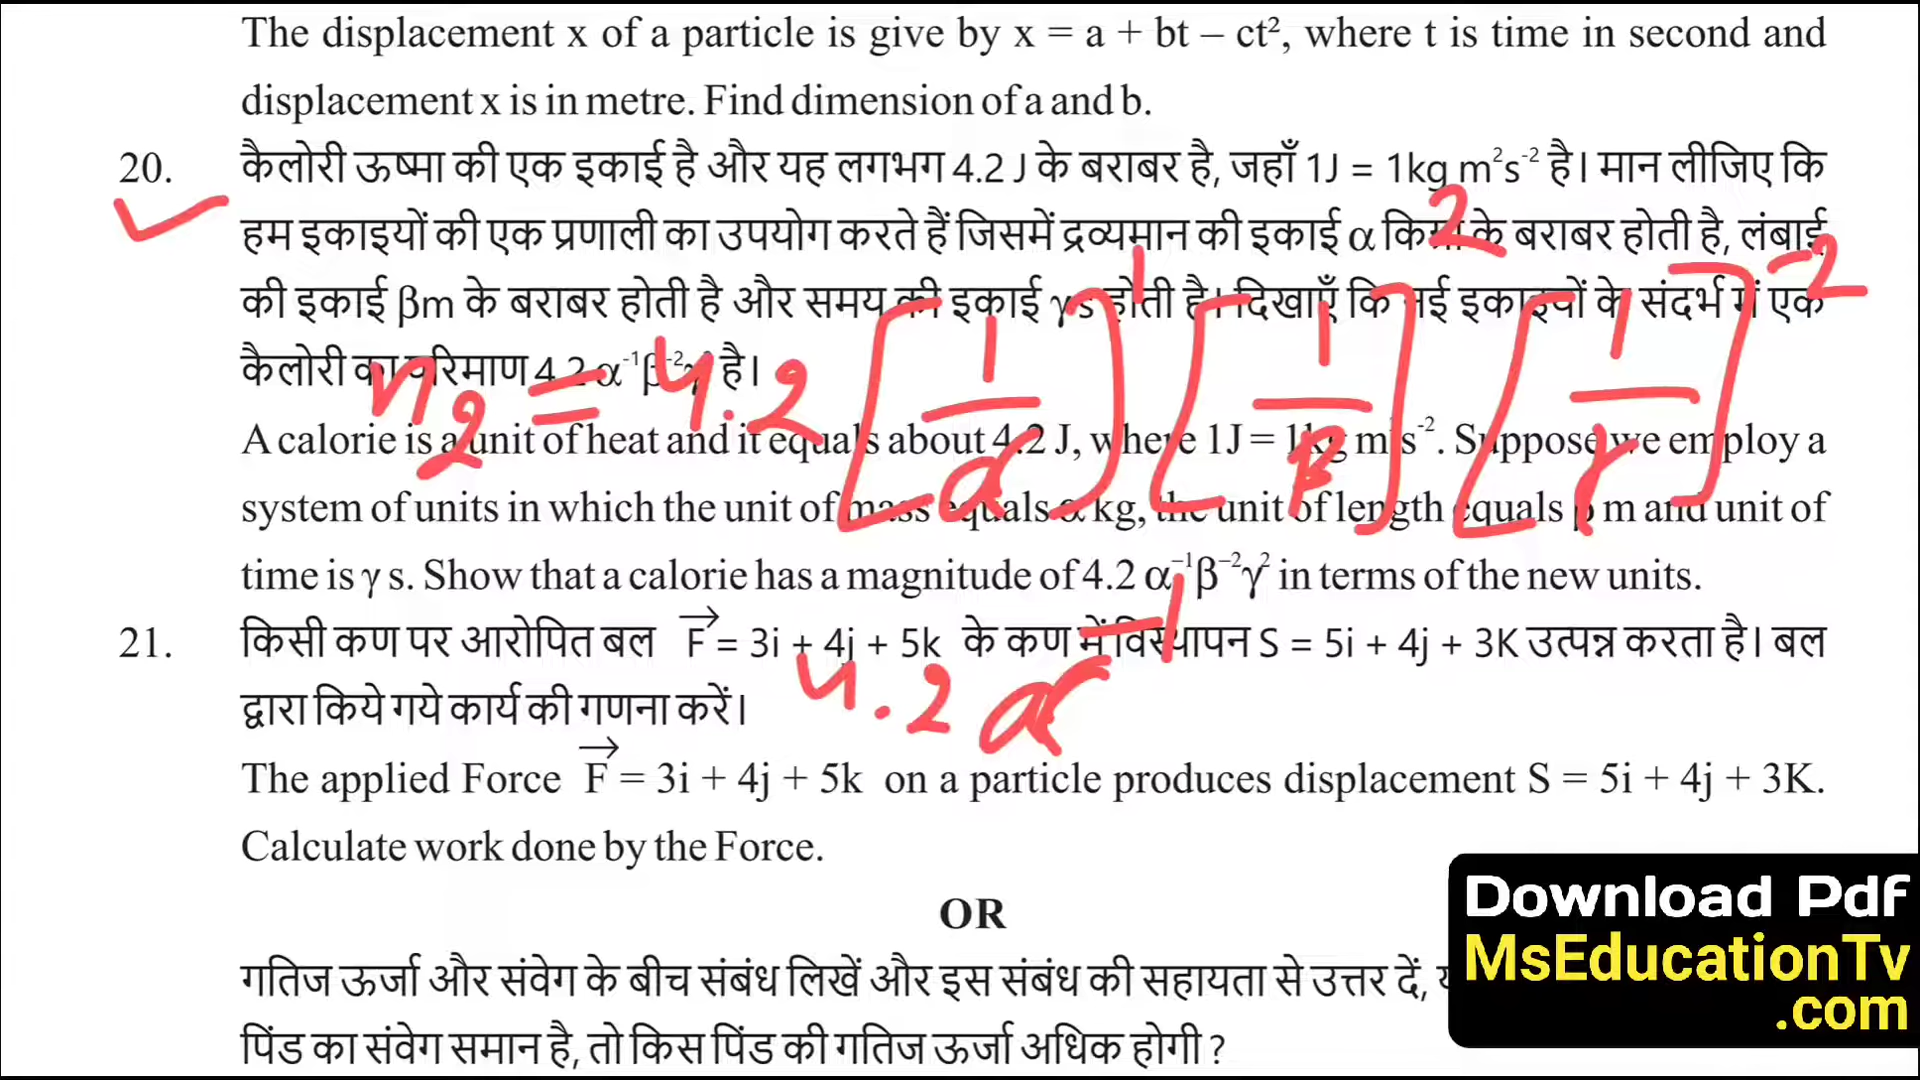 The displacement x of a particle is give by x = a + bt – ct², where t is time in second and
displacement x is in metre. Find dimension of a and b.
20. कैलोरी ऊष्मा की एक इकाई है और यह लगभग 4.2 J के बराबर है, जहाँ 1J = 1kg m²s⁻² है। मान लीजिए कि
हम इकाइयों की एक प्रणाली का उपयोग करते हैं जिसमें द्रव्यमान की इकाई α किग्रा के बराबर होती है, लंबाई
की इकाई βm के बराबर होती है और समय की इकाई γs होती है। दिखाएँ कि नई इकाइयों के संदर्भ में एक
कैलोरी का परिमाण 4.2 α⁻¹β⁻²γ² है।
n₂ = 4.2 [1/α]¹ [1/β]² [1/γ]⁻²
A calorie is a unit of heat and it equals about 4.2 J, where 1J = 1kg m²s⁻². Suppose we employ a
system of units in which the unit of mass equals α kg, the unit of length equals β m and unit of
time is γ s. Show that a calorie has a magnitude of 4.2 α⁻¹β⁻²γ² in terms of the new units.
21. किसी कण पर आरोपित बल F→ = 3i + 4j + 5k के कण में विस्थापन S = 5i + 4j + 3K उत्पन्न करता है। बल
द्वारा किये गये कार्य की गणना करें।
4.2 α⁻¹
The applied Force F→ = 3i + 4j + 5k on a particle produces displacement S = 5i + 4j + 3K.
Calculate work done by the Force.
OR
गतिज ऊर्जा और संवेग के बीच संबंध लिखें और इस संबंध की सहायता से उत्तर दें,
पिंड का संवेग समान है, तो किस पिंड की गतिज ऊर्जा अधिक होगी ?
Download Pdf
MsEducationTv
.com